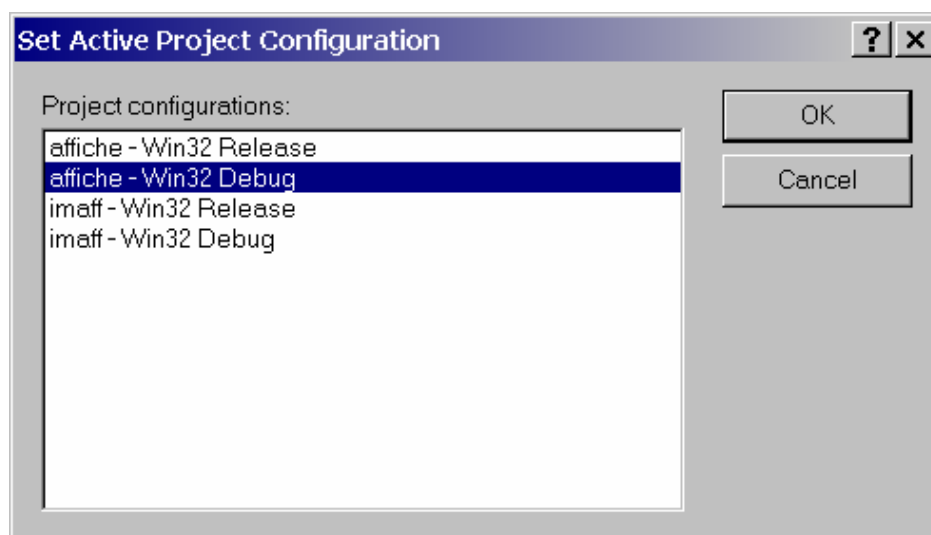 Set Active Project Configuration
Project configurations:
affiche - Win32 Release
affiche - Win32 Debug
imaff - Win32 Release
imaff - Win32 Debug
OK
Cancel